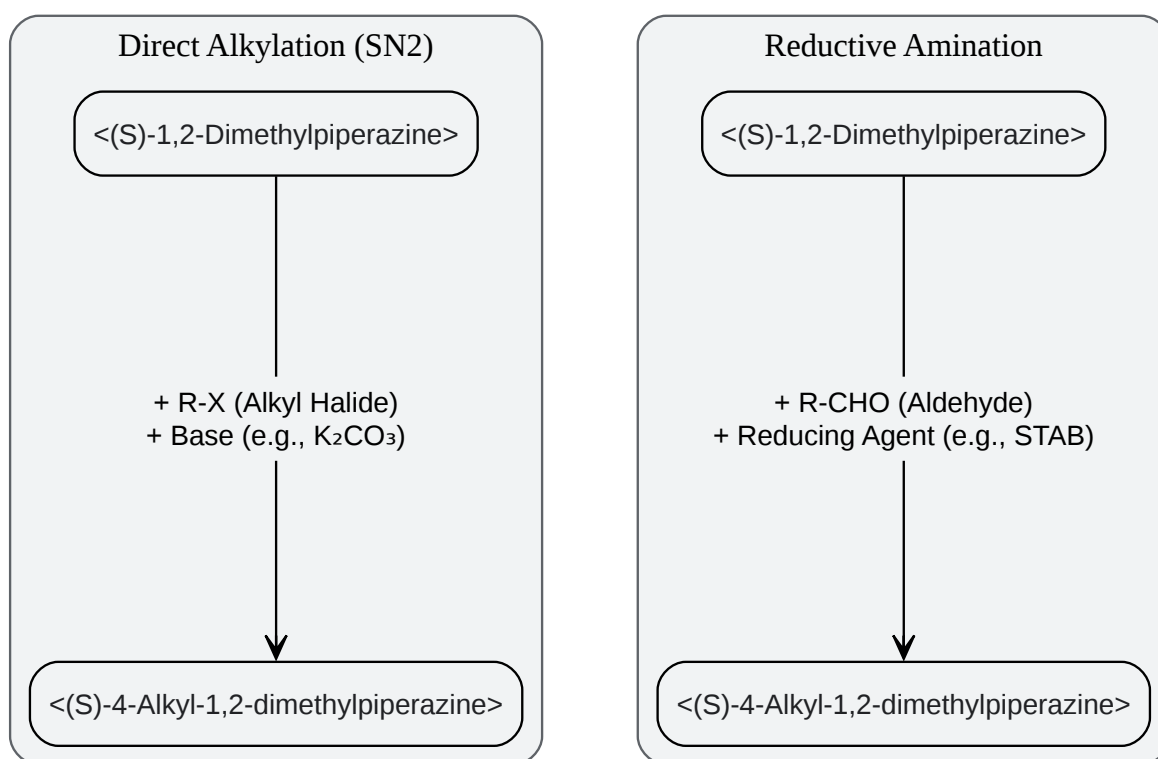 Direct Alkylation (SN2)
<(S)-1,2-Dimethylpiperazine>
+ R-X (Alkyl Halide)
+ Base (e.g., K₂CO₃)
<(S)-4-Alkyl-1,2-dimethylpiperazine>
Reductive Amination
<(S)-1,2-Dimethylpiperazine>
+ R-CHO (Aldehyde)
+ Reducing Agent (e.g., STAB)
<(S)-4-Alkyl-1,2-dimethylpiperazine>